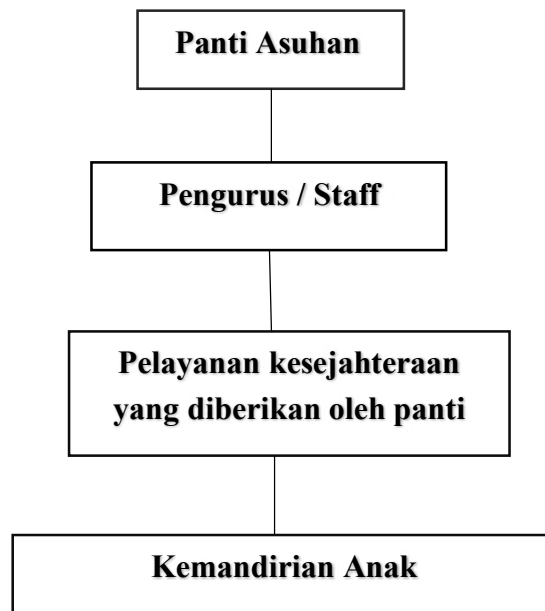 Panti Asuhan
Pengurus / Staff
Pelayanan kesejahteraan
yang diberikan oleh panti
Kemandirian Anak